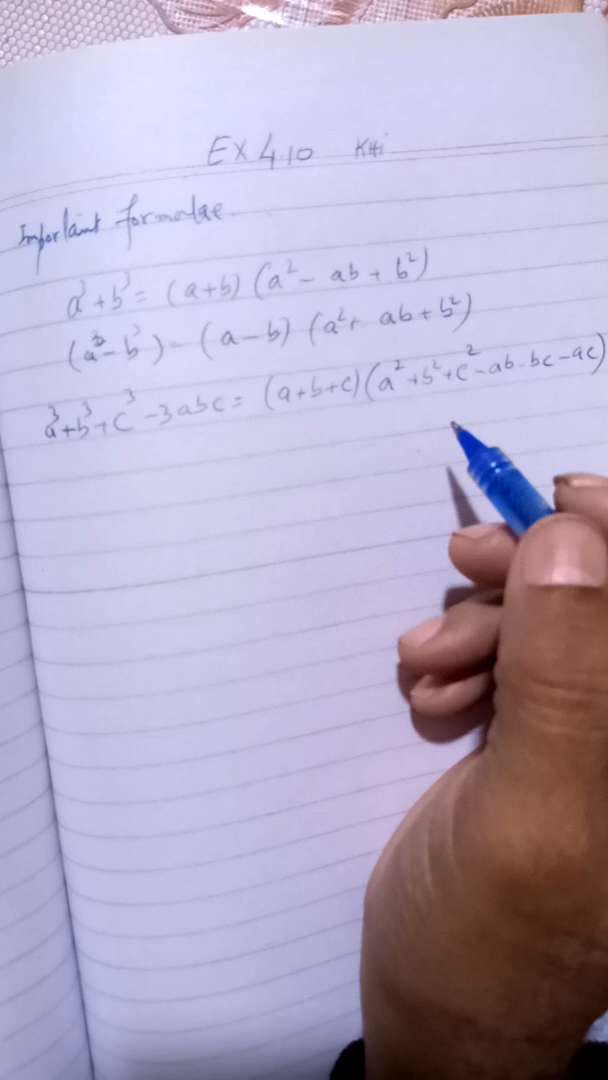 EX 4.10 KHi
Important formulae.
a³+b³= (a+b) (a²- ab + b²)
(a³-b³)= (a-b) (a²+ ab+b²)
a³+b³+c³-3abc= (a+b+c)(a²+b²+c²-ab-bc-ac)